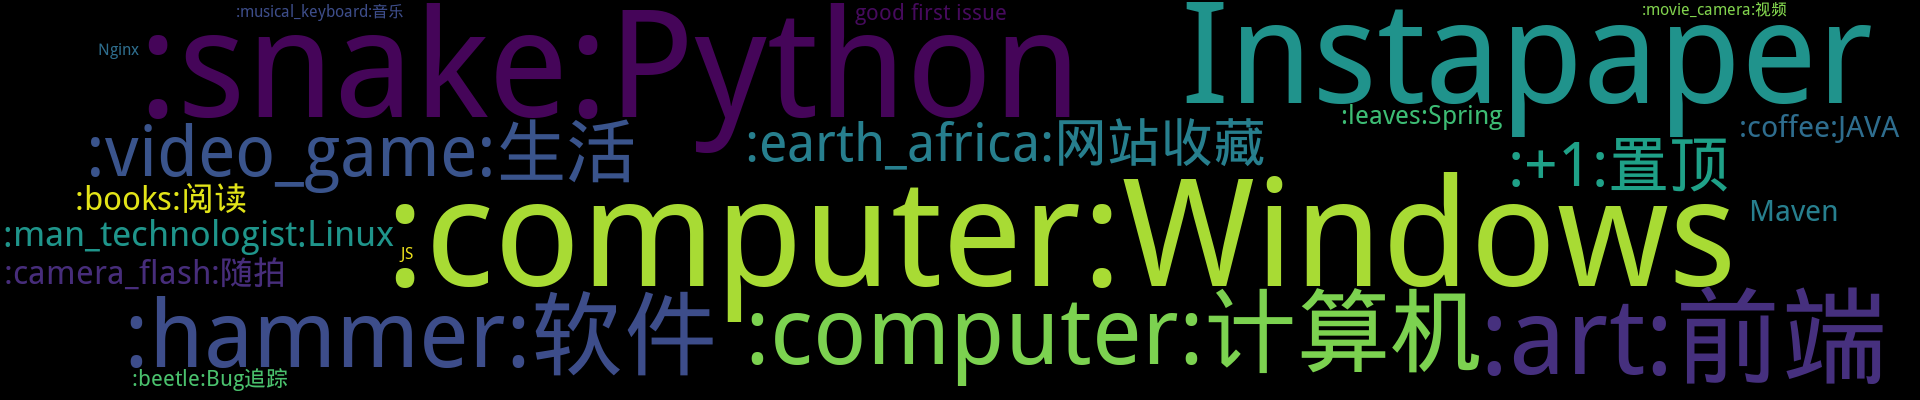 :musical_keyboard:音乐
good first issue
:movie_camera:视频
Nginx
:snake:Python
Instapaper
:leaves:Spring
:coffee:JAVA
:video_game:生活
:earth_africa:网站收藏
:+1:置顶
:books:阅读
:computer:Windows
Maven
:man_technologist:Linux
JS
:camera_flash:随拍
:hammer:软件
:computer:计算机
:art:前端
:beetle:Bug追踪